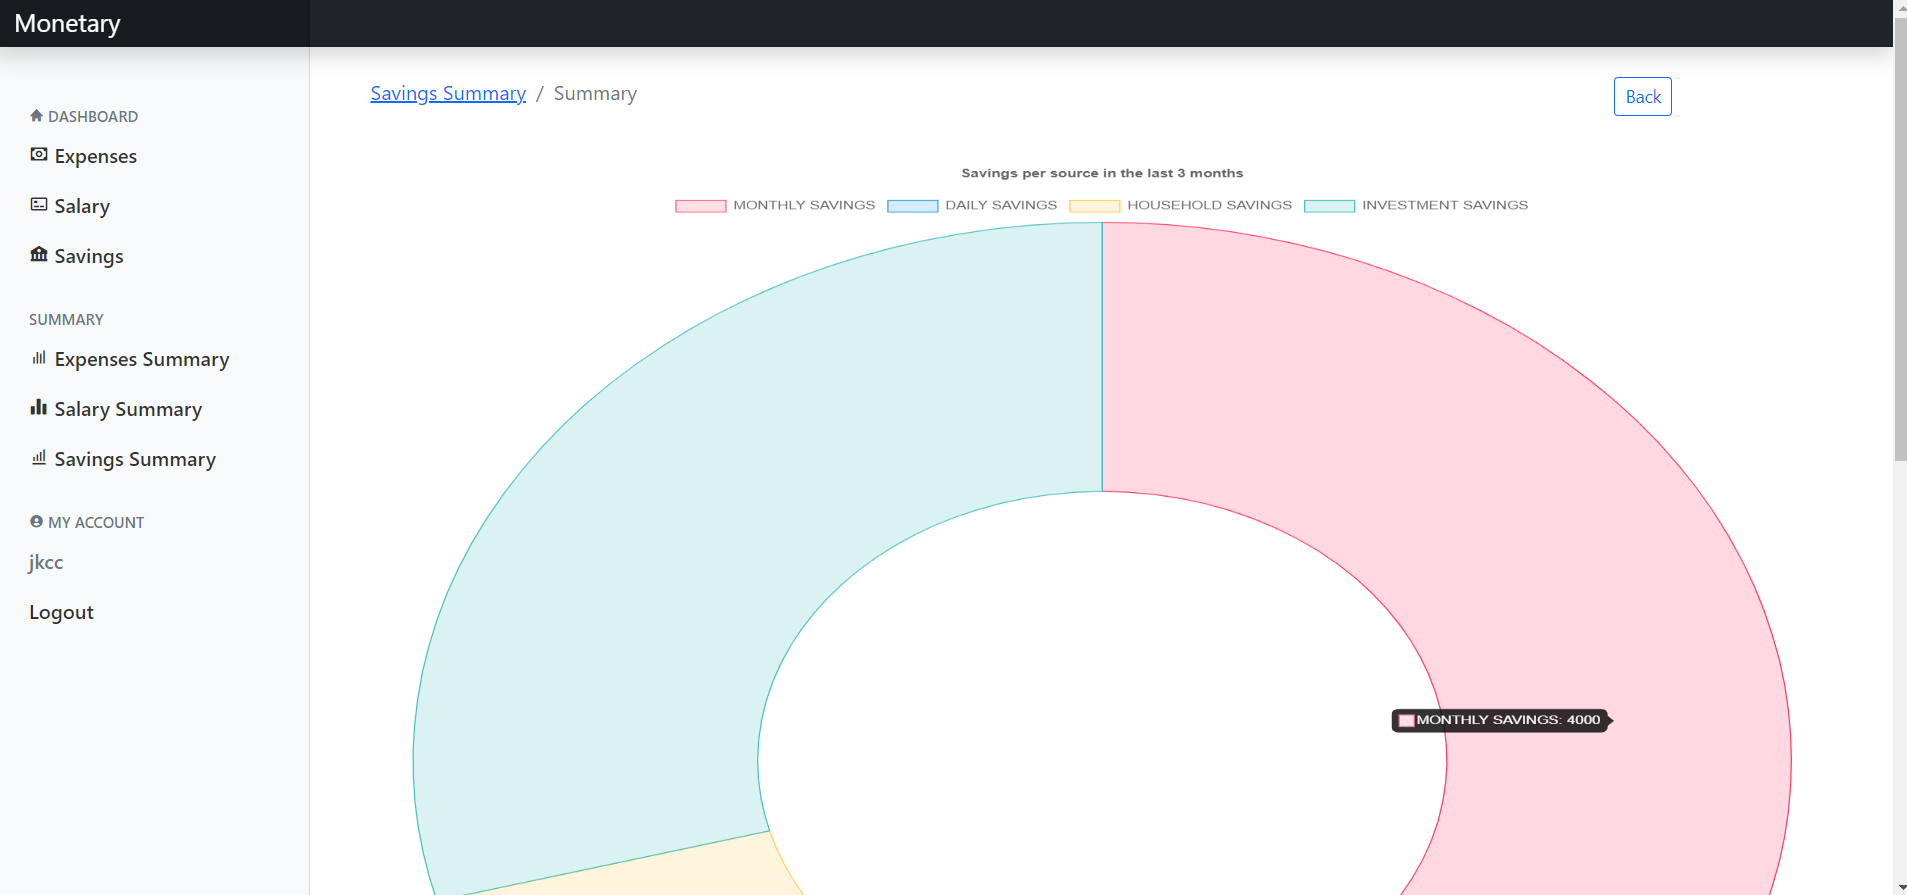 Monetary
Savings Summary / Summary
Back
DASHBOARD
Expenses
Salary
Savings
SUMMARY
Expenses Summary
Salary Summary
Savings Summary
MY ACCOUNT
jkcc
Logout
Savings per source in the last 3 months
MONTHLY SAVINGS DAILY SAVINGS HOUSEHOLD SAVINGS INVESTMENT SAVINGS
MONTHLY SAVINGS: 4000